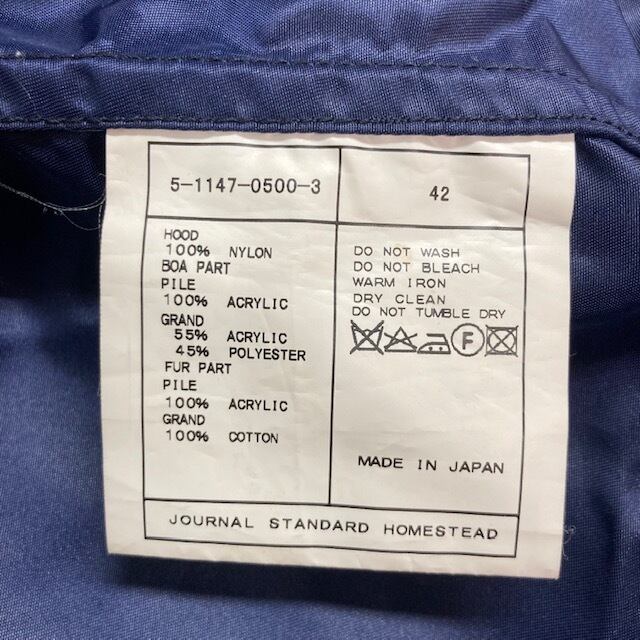 5-1147-0500-3
42
HOOD
100% NYLON
BOA PART
PILE
100% ACRYLIC
GRAND
55% ACRYLIC
45% POLYESTER
FUR PART
PILE
100% ACRYLIC
GRAND
100% COTTON
DO NOT WASH
DO NOT BLEACH
WARM IRON
DRY CLEAN
DO NOT TUMBLE DRY
F
MADE IN JAPAN
JOURNAL STANDARD HOMESTEAD